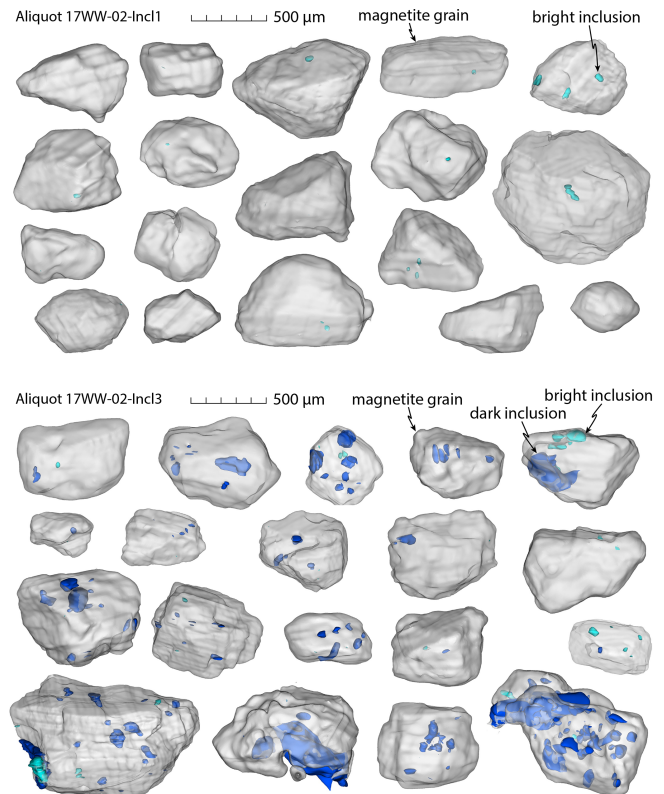 Aliquot 17WW-02-Incl1
500 µm
magnetite grain
bright inclusion
Aliquot 17WW-02-Incl3
500 µm
magnetite grain
dark inclusion
bright inclusion